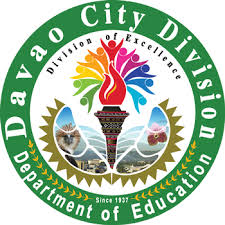 Davao City Division
Division of Excellence
Since 1937
Department of Education